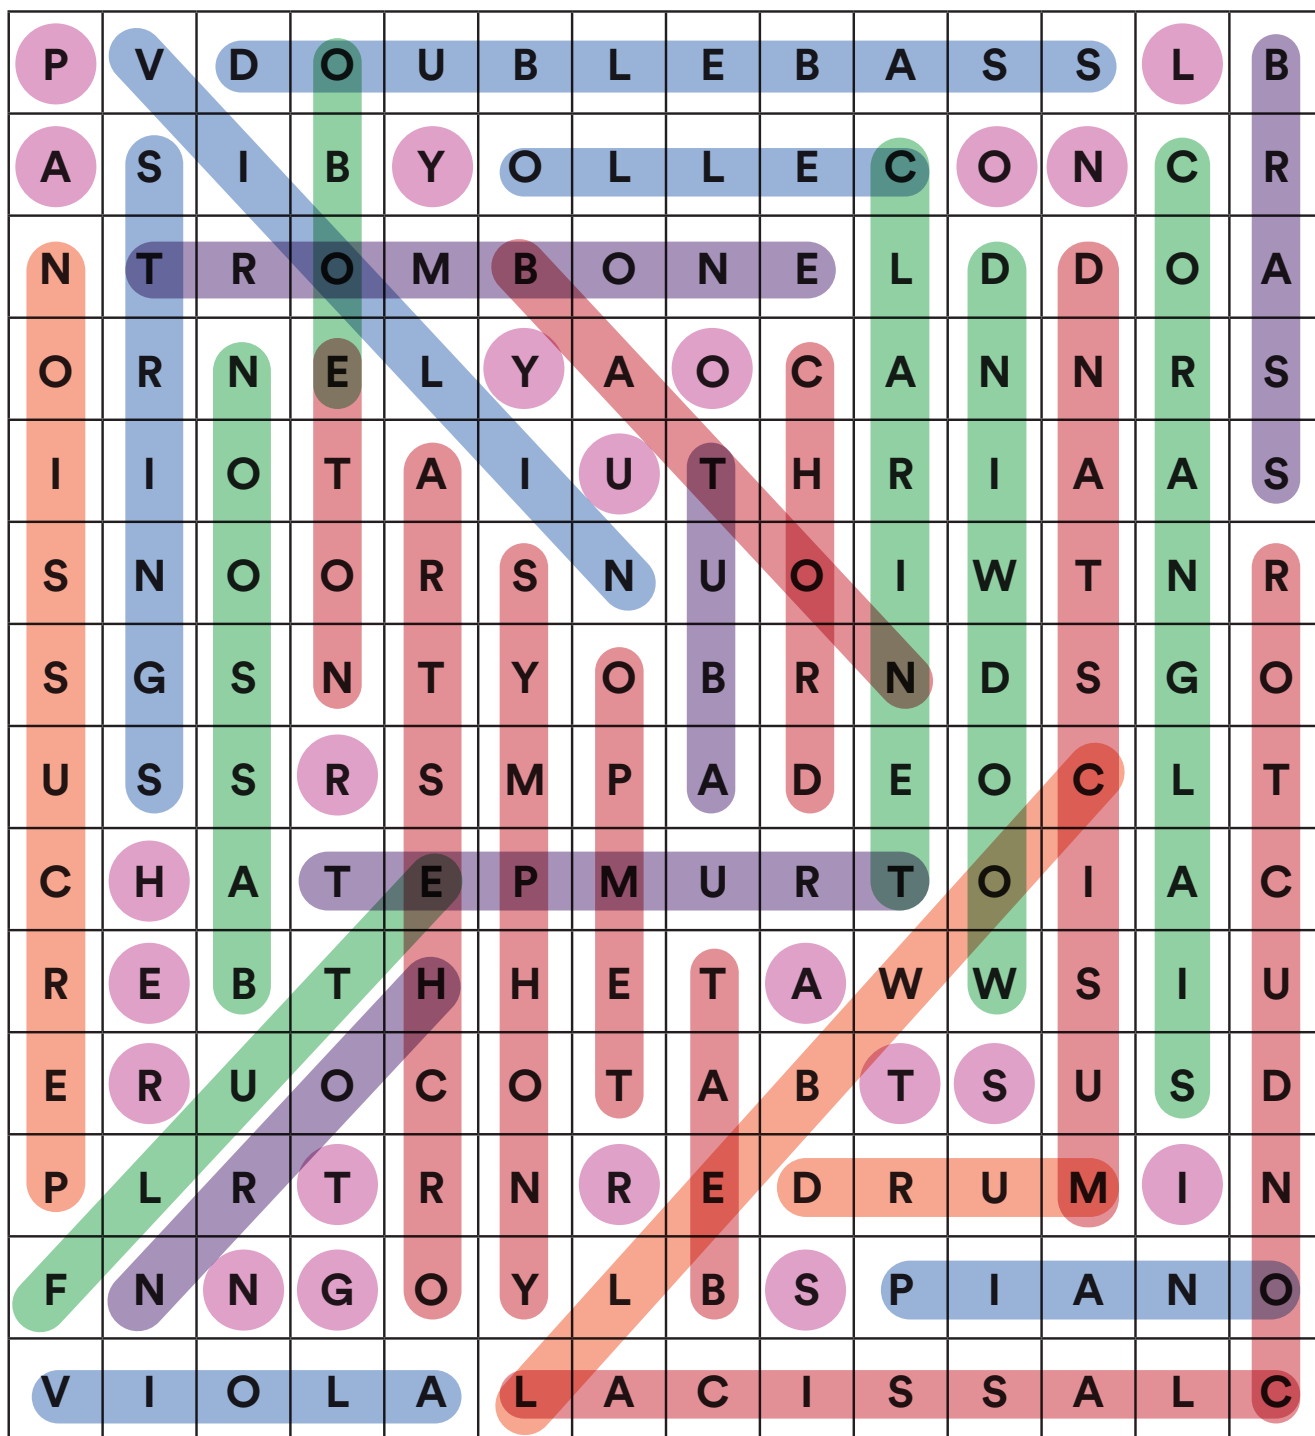 P V D O U B L E B A S S L B
A S I B Y O L L E C O N C R
N T R O M B O N E L D D O A
O R N E L Y A O C A N N R S
I I O T A I U T H R I A A S
S N O O R S N U O I W T N R
S G S N T Y O B R N D S G O
U S S R S M P A D E O C L T
C H A T E P M U R T O I A C
R E B T H H E T A W W S I U
E R U O C O T A B T S U S D
P L R T R N R E D R U M I N
F N N G O Y L B S P I A N O
V I O L A L A C I S S A L C